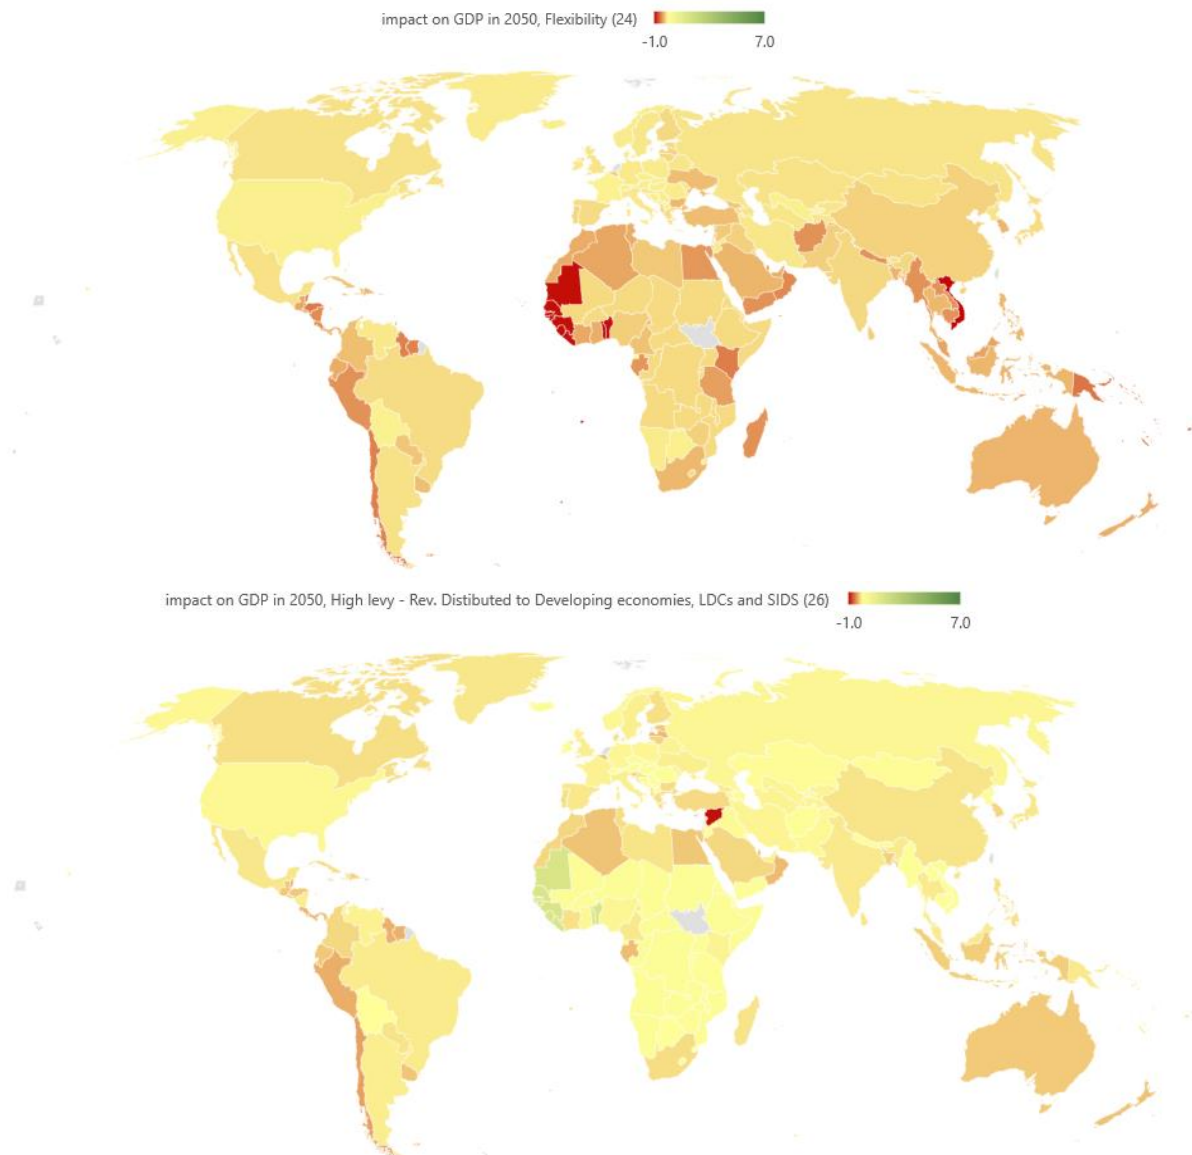 impact on GDP in 2050, Flexibility (24)
-1.0 7.0
impact on GDP in 2050, High levy - Rev. Distibuted to Developing economies, LDCs and SIDS (26)
-1.0 7.0